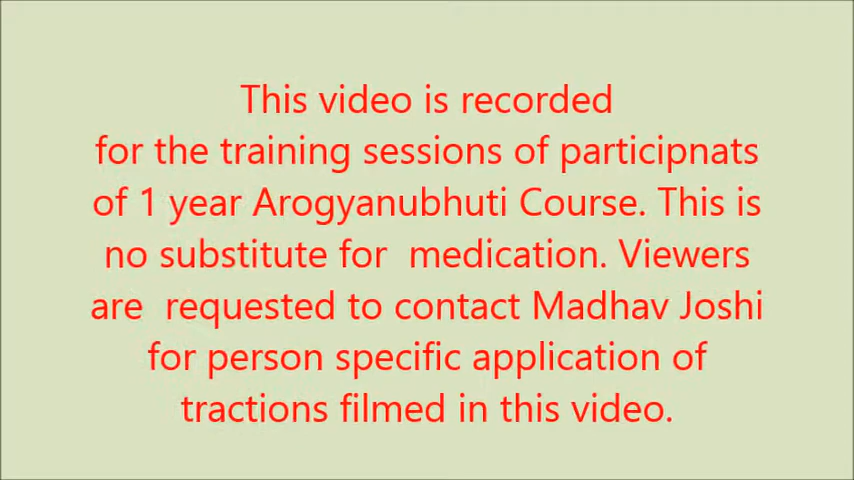 This video is recorded
for the training sessions of participnats
of 1 year Arogyanubhuti Course. This is
no substitute for  medication. Viewers
are  requested to contact Madhav Joshi
for person specific application of
tractions filmed in this video.